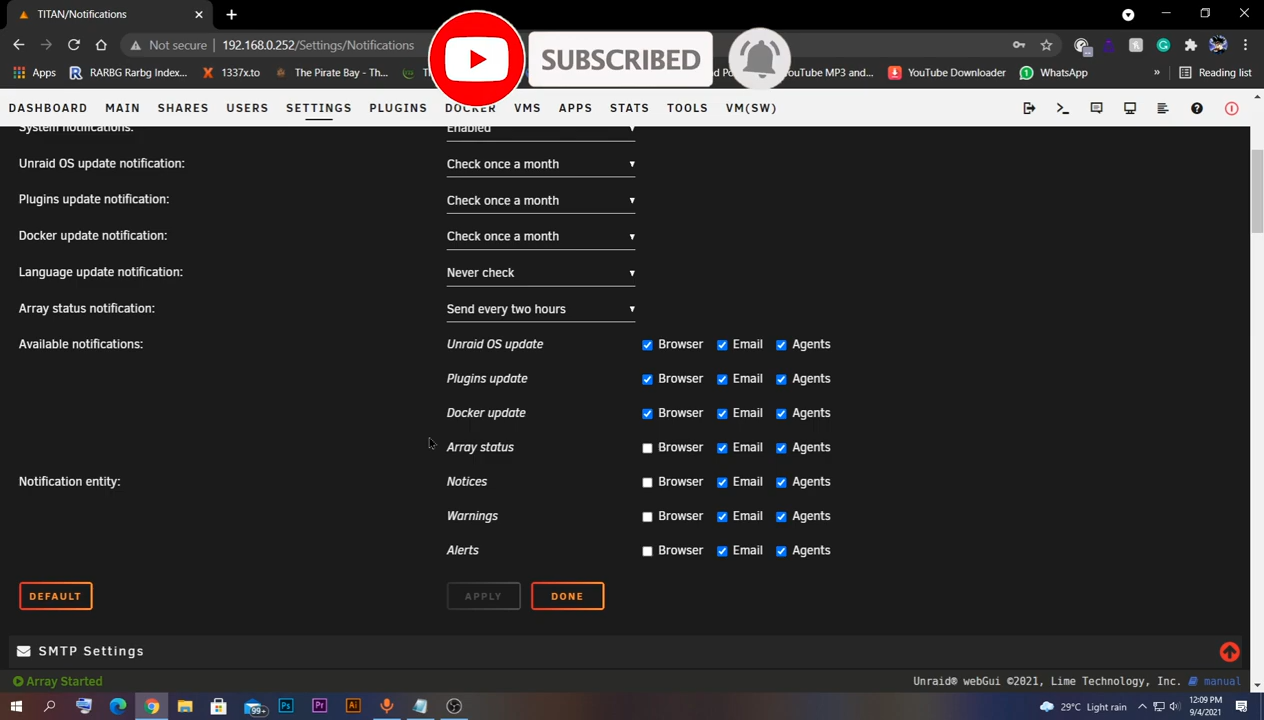 TITAN/Notifications
Not secure | 192.168.0.252/Settings/Notifications
SUBSCRIBED
Apps RARBG Rarbg Index... 1337x.to The Pirate Bay - Th... YouTube MP3 and... YouTube Downloader WhatsApp » Reading list
DASHBOARD MAIN SHARES USERS SETTINGS PLUGINS DOCKER VMS APPS STATS TOOLS VM(SW)
System notifications: Enabled
Unraid OS update notification: Check once a month
Plugins update notification: Check once a month
Docker update notification: Check once a month
Language update notification: Never check
Array status notification: Send every two hours
Available notifications: Unraid OS update Browser Email Agents
Plugins update Browser Email Agents
Docker update Browser Email Agents
Array status Browser Email Agents
Notification entity: Notices Browser Email Agents
Warnings Browser Email Agents
Alerts Browser Email Agents
DEFAULT APPLY DONE
SMTP Settings
Array Started Unraid® webGui ©2021, Lime Technology, Inc. manual
99+ Ps Pr Ai 29°C Light rain 12:09 PM
9/4/2021